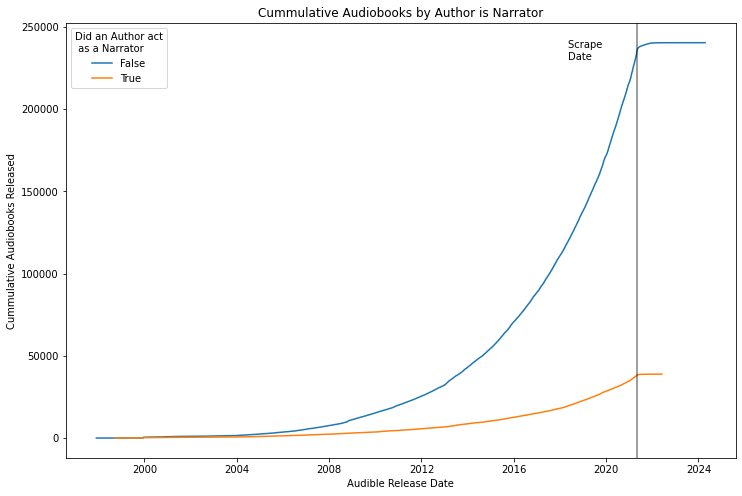 Cummulative Audiobooks by Author is Narrator
Did an Author act
as a Narrator
False
True
Scrape
Date
250000
200000
150000
100000
50000
0
Cummulative Audiobooks Released
2000
2004
2008
2012
2016
2020
2024
Audible Release Date